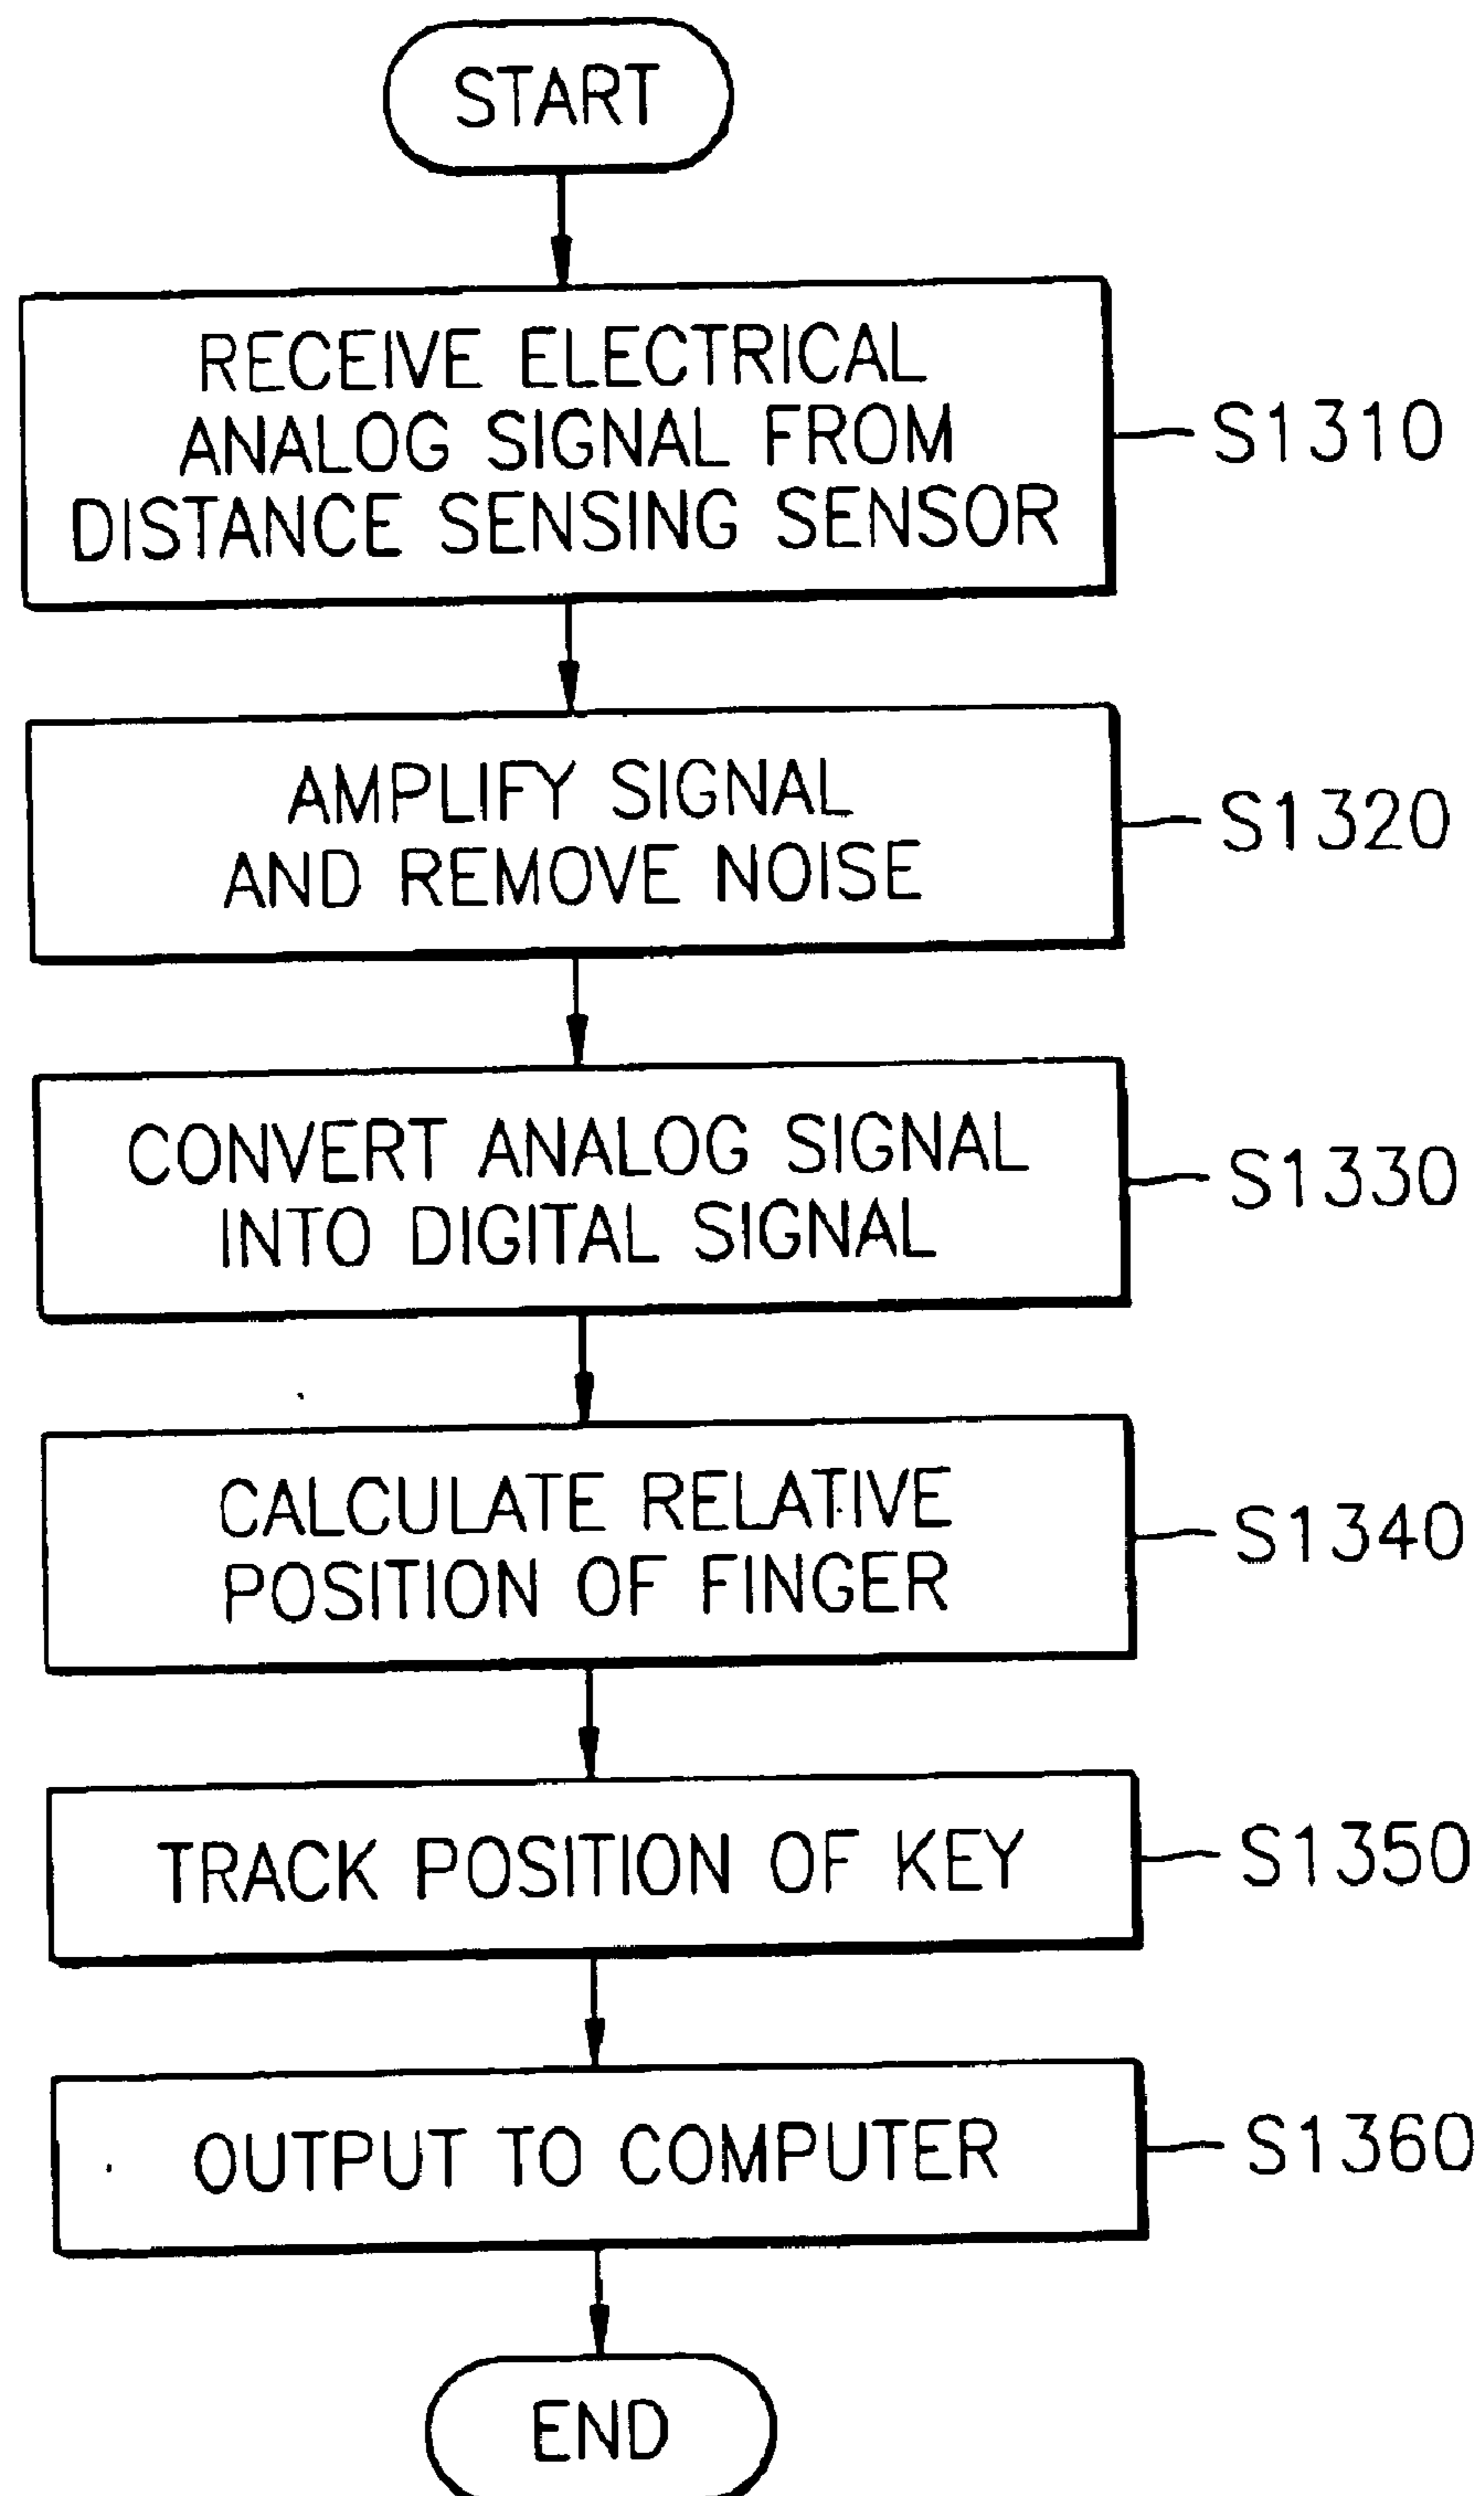 START
RECEIVE ELECTRICAL
ANALOG SIGNAL FROM
DISTANCE SENSING SENSOR
S1310
AMPLIFY SIGNAL
AND REMOVE NOISE
S1320
CONVERT ANALOG SIGNAL
INTO DIGITAL SIGNAL
S1330
CALCULATE RELATIVE
POSITION OF FINGER
S1340
TRACK POSITION OF KEY
S1350
OUTPUT TO COMPUTER
S1360
END